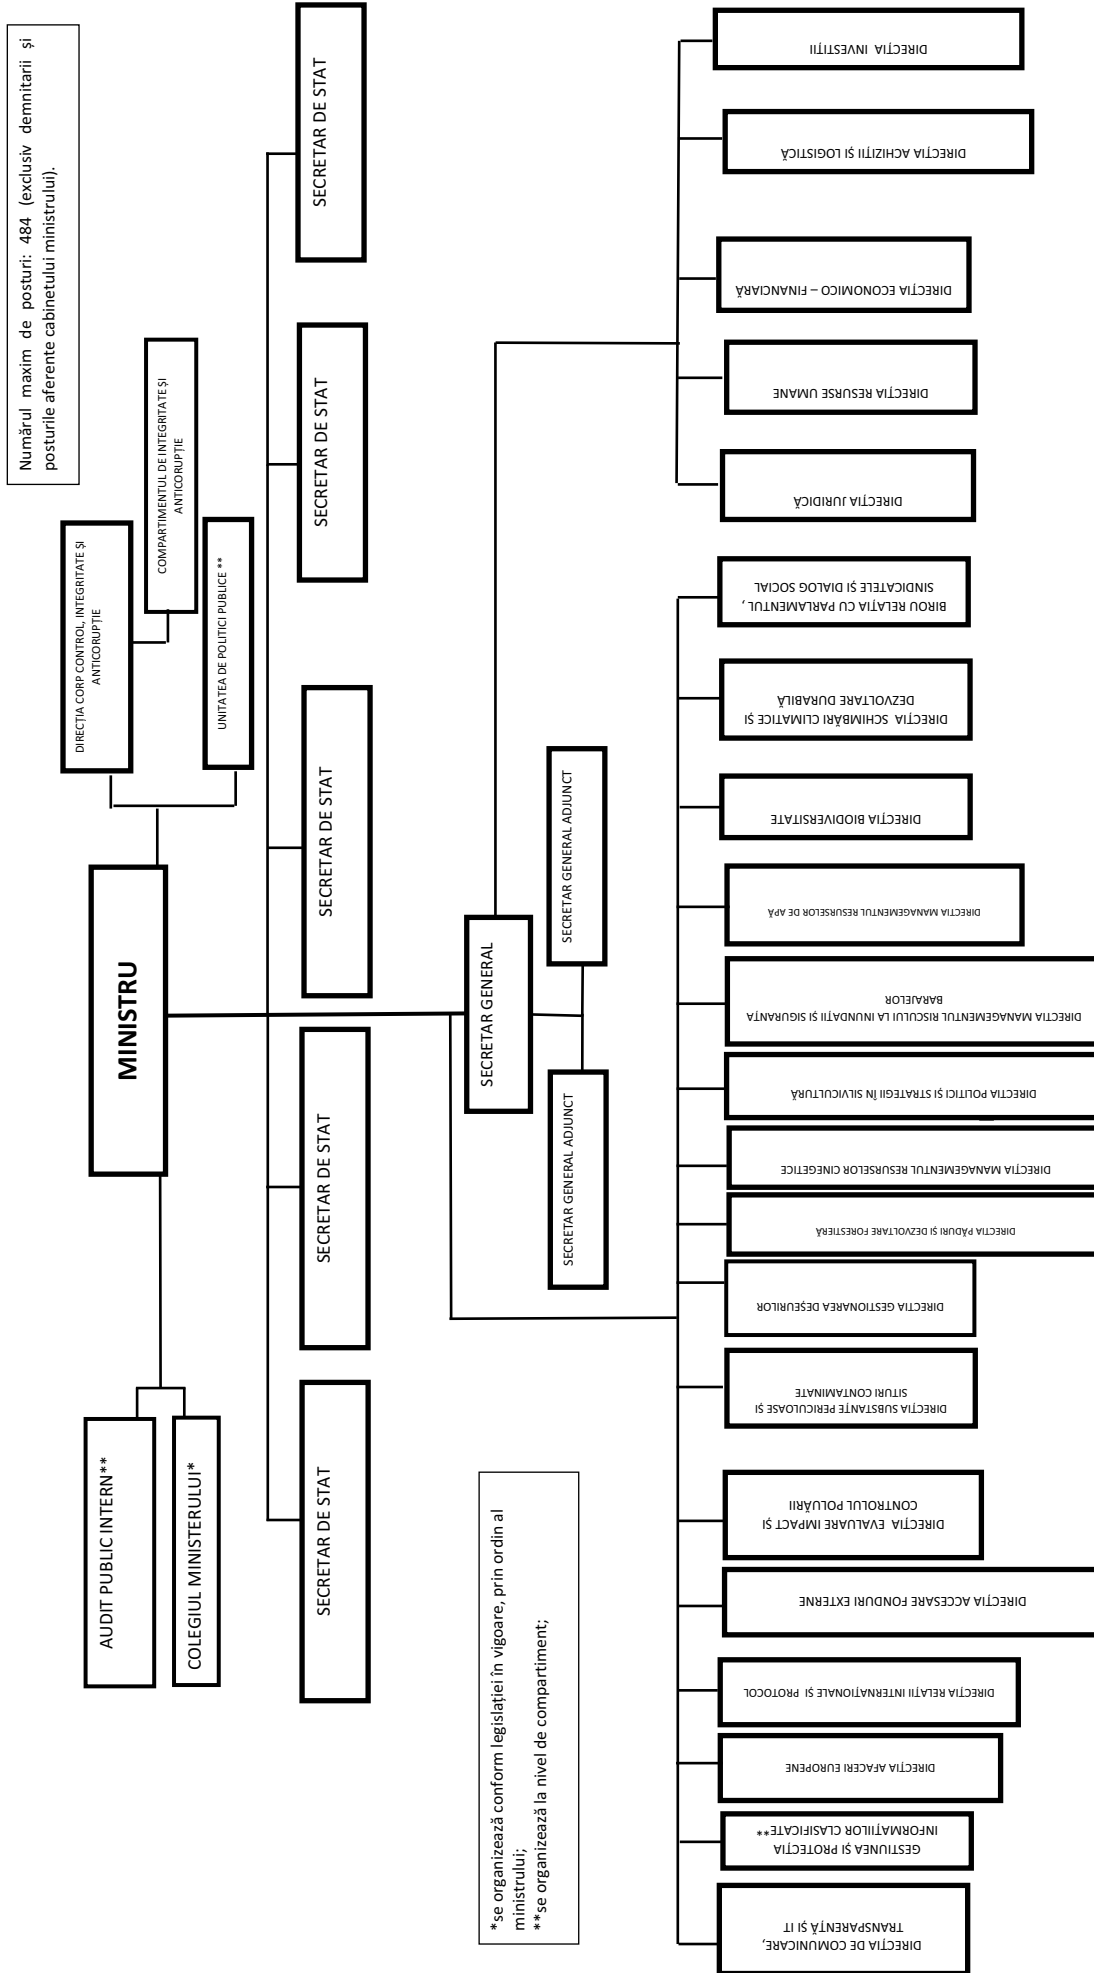 Numărul maxim de posturi: 484 (exclusiv demnitarii și
posturile aferente cabinetului ministrului).
DIRECȚIA CORP CONTROL, INTEGRITATE ȘI
ANTICORUPȚIE
COMPARTIMENTUL DE INTEGRITATE ȘI
ANTICORUPȚIE
UNITATEA DE POLITICI PUBLICE **
MINISTRU
AUDIT PUBLIC INTERN**
COLEGIUL MINISTERULUI*
SECRETAR DE STAT
SECRETAR DE STAT
SECRETAR DE STAT
SECRETAR DE STAT
SECRETAR DE STAT
SECRETAR GENERAL
SECRETAR GENERAL ADJUNCT
SECRETAR GENERAL ADJUNCT
*se organizează conform legislației în vigoare, prin ordin al
ministrului;
**se organizează la nivel de compartiment;
DIRECȚIA DE COMUNICARE,
TRANSPARENȚĂ ȘI IT
GESTIUNEA ȘI PROTECȚIA
INFORMAȚIILOR CLASIFICATE**
DIRECȚIA AFACERI EUROPENE
DIRECȚIA RELAȚII INTERNAȚIONALE ȘI PROTOCOL
DIRECȚIA ACCESARE FONDURI EXTERNE
DIRECȚIA EVALUARE IMPACT ȘI
CONTROLUL POLUĂRII
DIRECȚIA SUBSTANȚE PERICULOASE ȘI
SITURI CONTAMINATE
DIRECTIA GESTIONAREA DEȘEURILOR
DIRECTIA PĂDURI ȘI DEZVOLTARE FORESTIERĂ
DIRECȚIA MANAGEMENTUL RESURSELOR CINEGETICE
DIRECTIA POLITICI ȘI STRATEGII ÎN SILVICULTURĂ
DIRECTIA MANAGEMENTUL RISCULUI LA INUNDAȚII ȘI SIGURANȚA
BARAJELOR
DIRECTIA MANAGEMENTUL RESURSELOR DE APĂ
DIRECȚIA BIODIVERSITATE
DIRECȚIA SCHIMBĂRI CLIMATICE ȘI
DEZVOLTARE DURABILĂ
BIROU RELAȚIA CU PARLAMENTUL ,
SINDICATELE ȘI DIALOG SOCIAL
DIRECȚIA JURIDICĂ
DIRECȚIA RESURSE UMANE
DIRECȚIA ECONOMICO – FINANCIARĂ
DIRECȚIA ACHIZIȚII ȘI LOGISTICĂ
DIRECȚIA INVESTIȚII